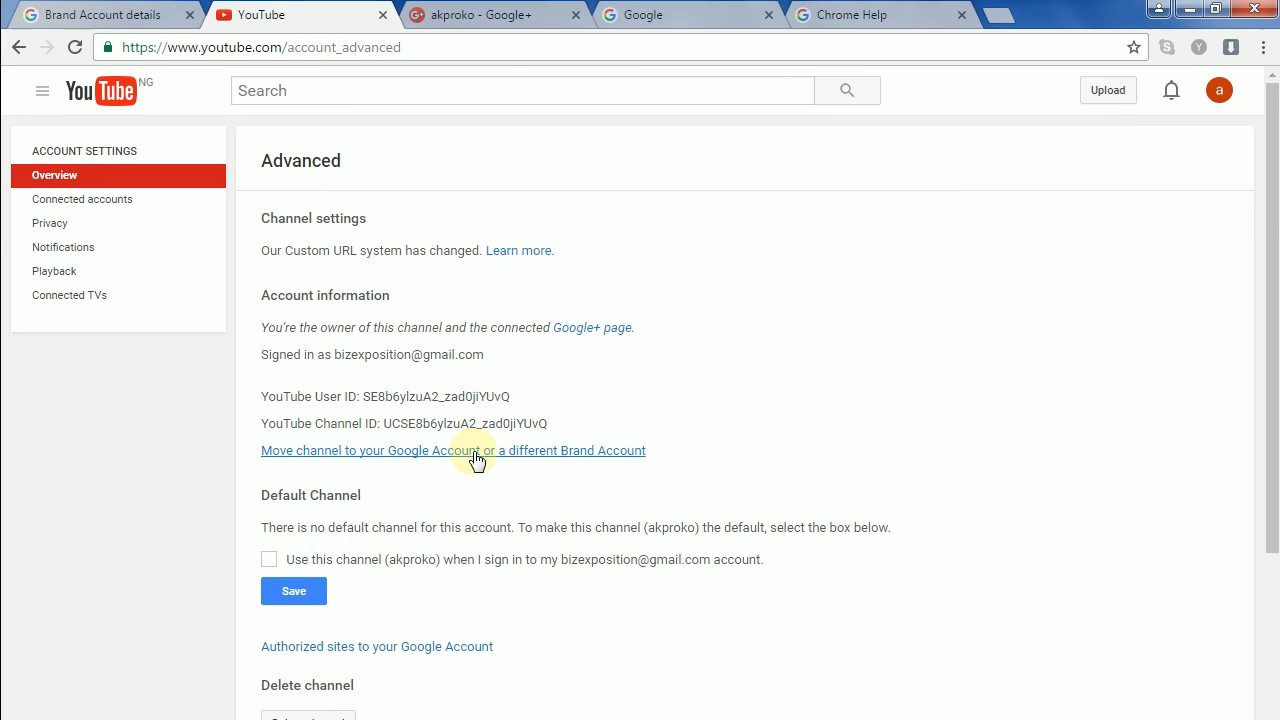 Brand Account details
YouTube
akproko - Google+
Google
Chrome Help
https://www.youtube.com/account_advanced
YouTube NG
Search
Upload
a
ACCOUNT SETTINGS
Overview
Connected accounts
Privacy
Notifications
Playback
Connected TVs
Advanced
Channel settings
Our Custom URL system has changed. Learn more.
Account information
You're the owner of this channel and the connected Google+ page.
Signed in as bizexposition@gmail.com
YouTube User ID: SE8b6ylzuA2_zad0jiYUvQ
YouTube Channel ID: UCSE8b6ylzuA2_zad0jiYUvQ
Move channel to your Google Account or a different Brand Account
Default Channel
There is no default channel for this account. To make this channel (akproko) the default, select the box below.
Use this channel (akproko) when I sign in to my bizexposition@gmail.com account.
Save
Authorized sites to your Google Account
Delete channel